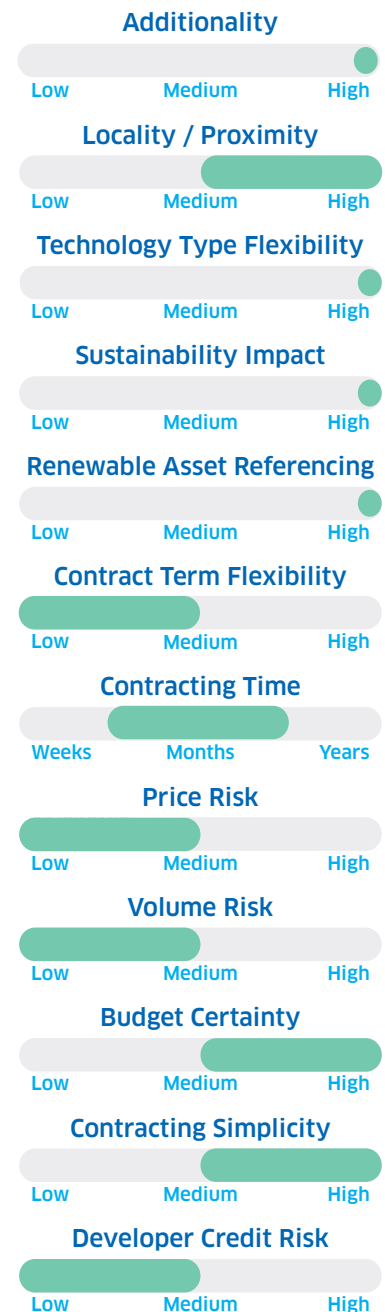 Additionality
Low Medium High
Locality / Proximity
Low Medium High
Technology Type Flexibility
Low Medium High
Sustainability Impact
Low Medium High
Renewable Asset Referencing
Low Medium High
Contract Term Flexibility
Low Medium High
Contracting Time
Weeks Months Years
Price Risk
Low Medium High
Volume Risk
Low Medium High
Budget Certainty
Low Medium High
Contracting Simplicity
Low Medium High
Developer Credit Risk
Low Medium High